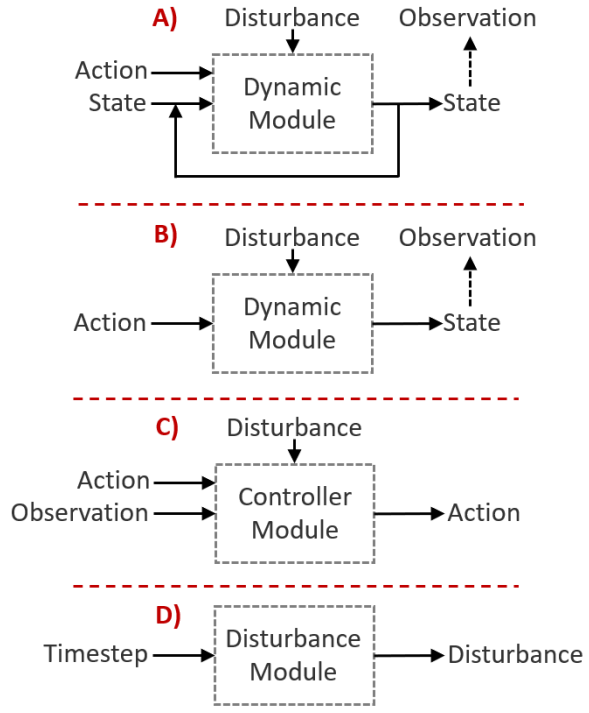 A)
Disturbance
Observation
Action
State
Dynamic
Module
State
B)
Disturbance
Observation
Action
Dynamic
Module
State
C)
Disturbance
Action
Observation
Controller
Module
Action
D)
Timestep
Disturbance
Module
Disturbance